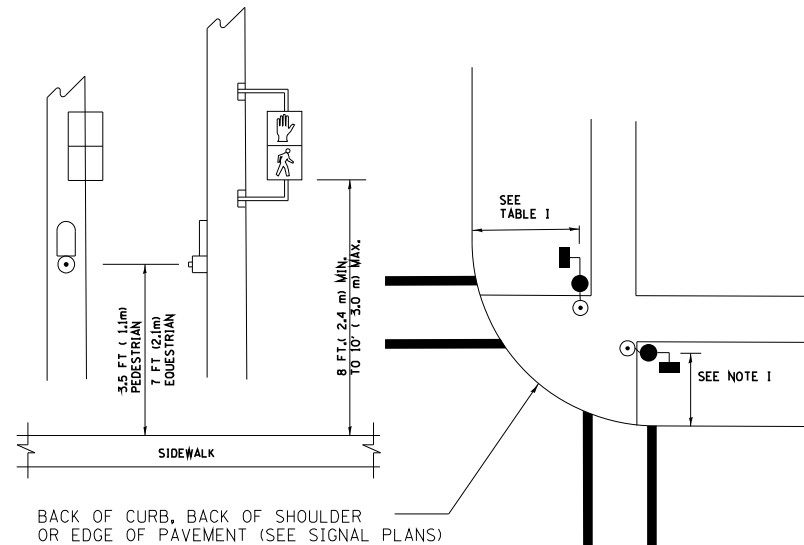 3.5 FT ( 1.1m)
PEDESTRIAN
7 FT (2.1m)
EQUESTRIAN
8 FT.( 2.4 m) MIN.
TO 10' ( 3.0 m) MAX.
SIDEWALK
SEE
TABLE I
SEE NOTE I
BACK OF CURB, BACK OF SHOULDER
OR EDGE OF PAVEMENT (SEE SIGNAL PLANS)